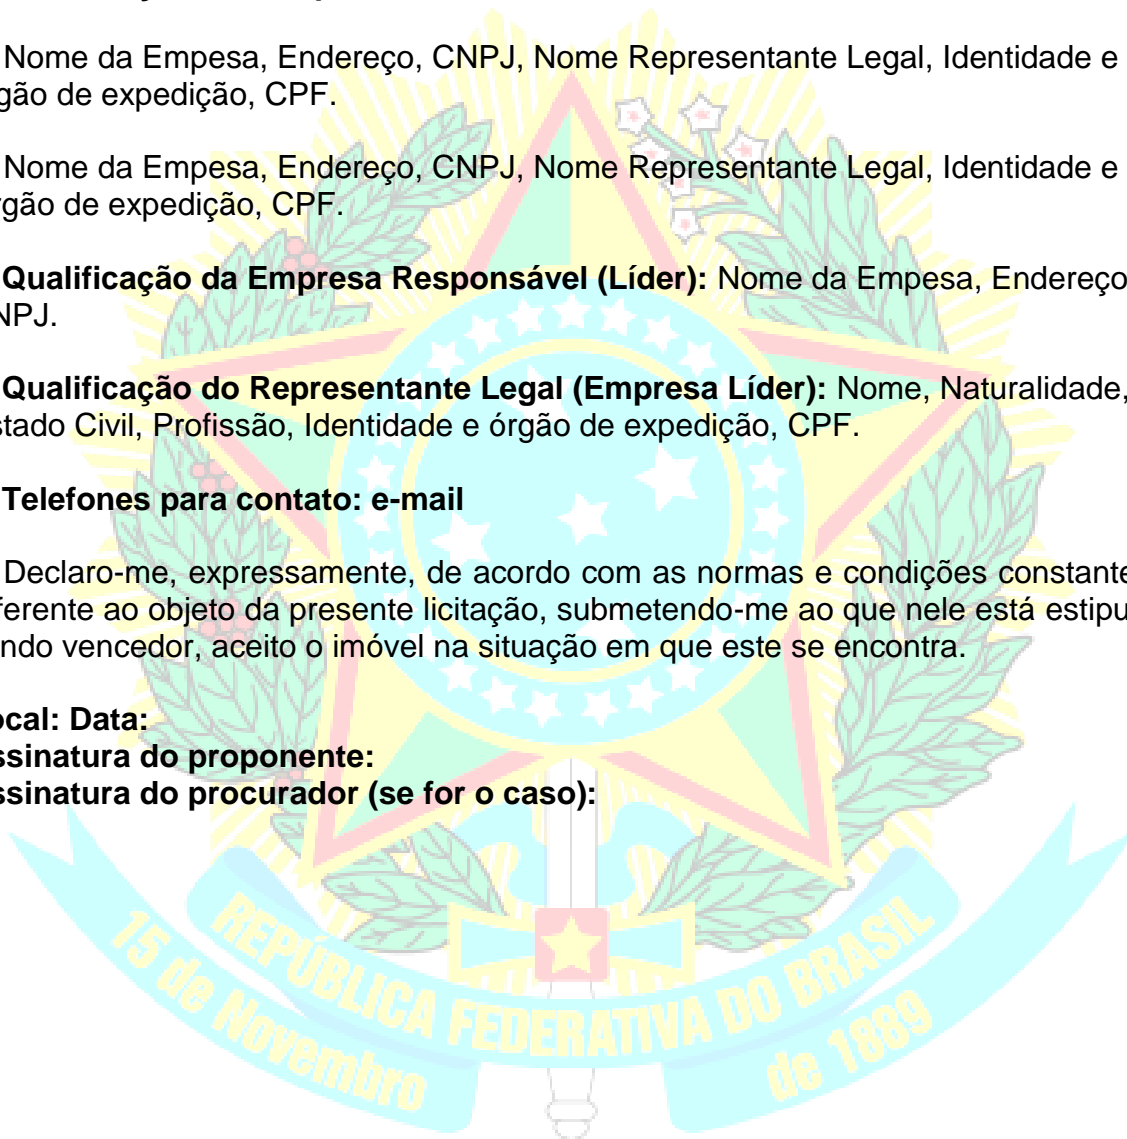 Nome da Empesa, Endereço, CNPJ, Nome Representante Legal, Identidade e
gão de expedição, CPF.
Nome da Empesa, Endereço, CNPJ, Nome Representante Legal, Identidade e
rgão de expedição, CPF.
Qualificação da Empresa Responsável (Líder): Nome da Empesa, Endereço
NPJ.
Qualificação do Representante Legal (Empresa Líder): Nome, Naturalidade,
stado Civil, Profissão, Identidade e órgão de expedição, CPF.
Telefones para contato: e-mail
Declaro-me, expressamente, de acordo com as normas e condições constante
ferente ao objeto da presente licitação, submetendo-me ao que nele está estipu
ndo vencedor, aceito o imóvel na situação em que este se encontra.
ocal: Data:
ssinatura do proponente:
ssinatura do procurador (se for o caso):
REPÚBLICA FEDERATIVA DO BRASIL
15 de Novembro de 1889